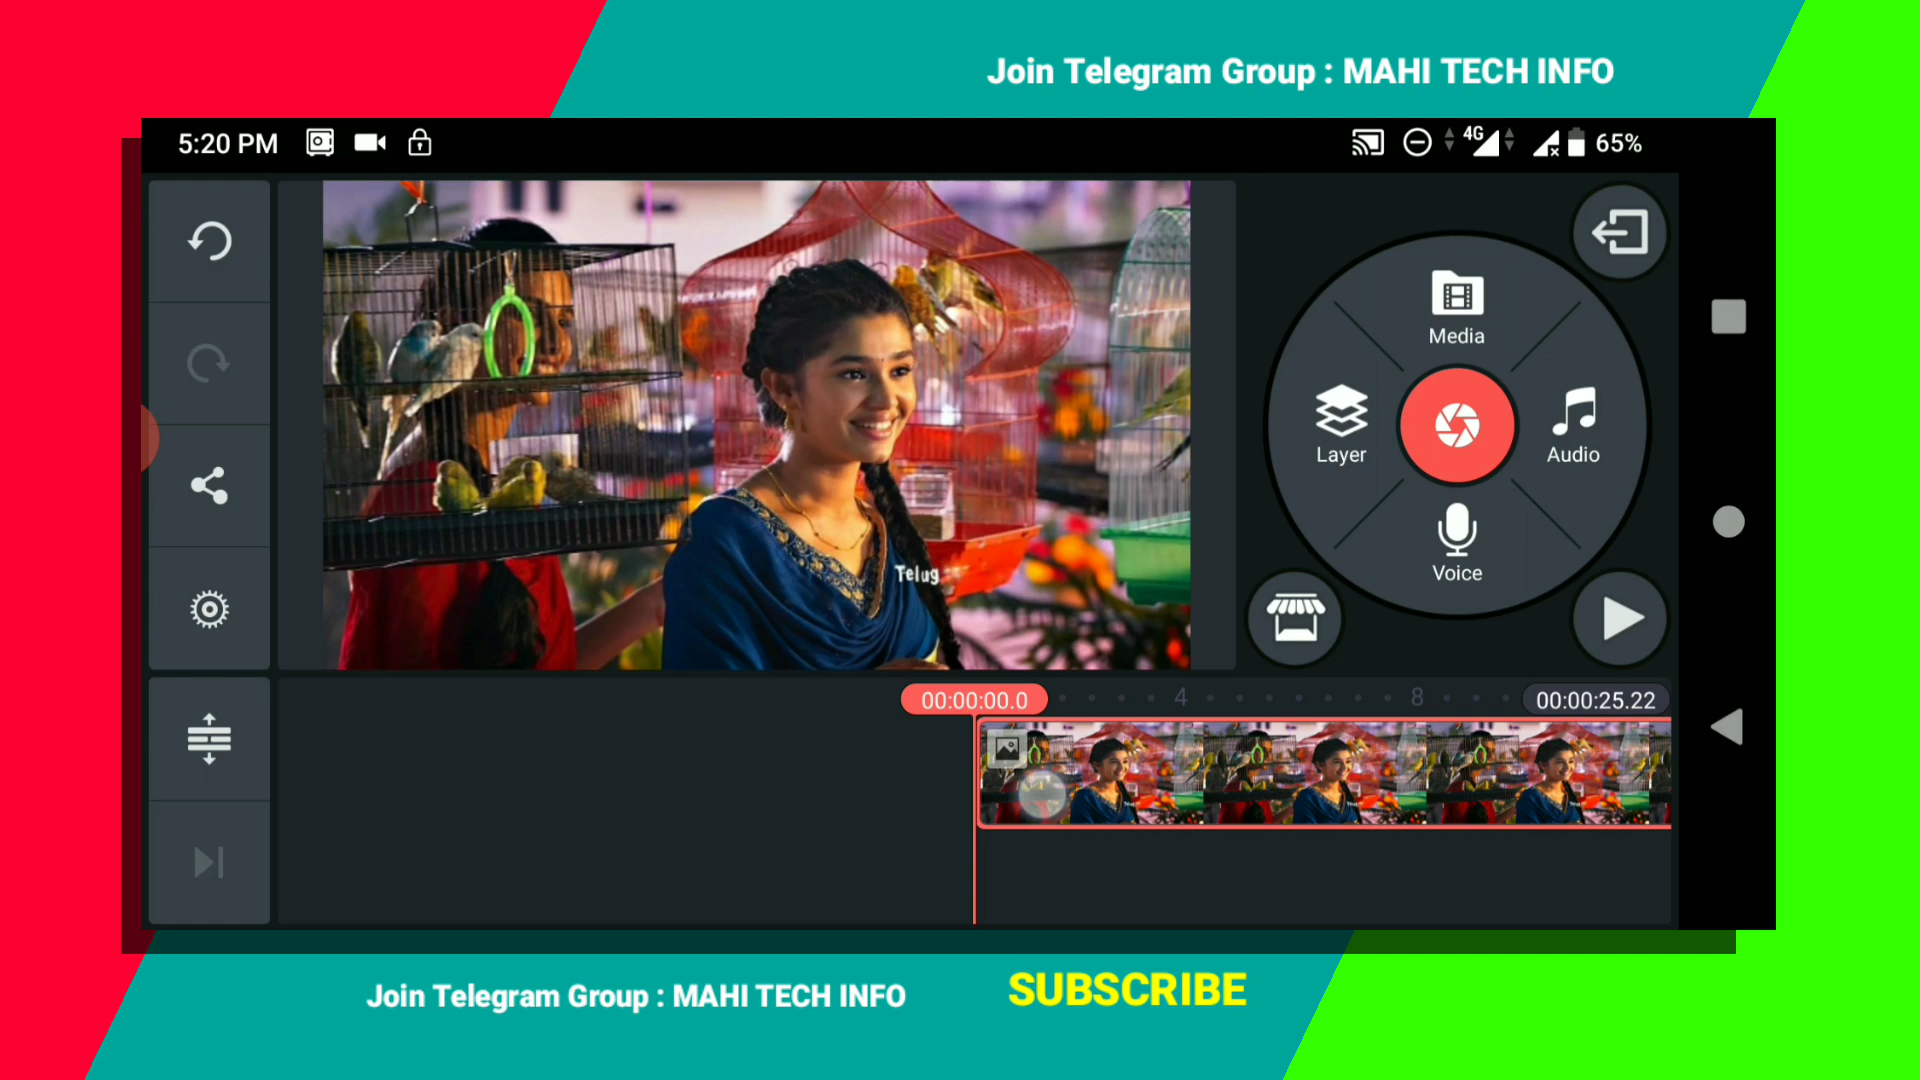 Join Telegram Group : MAHI TECH INFO
5:20 PM
4G
65%
Media
Layer
Audio
Voice
Telug
00:00:00.0
4
8
00:00:25.22
Join Telegram Group : MAHI TECH INFO
SUBSCRIBE